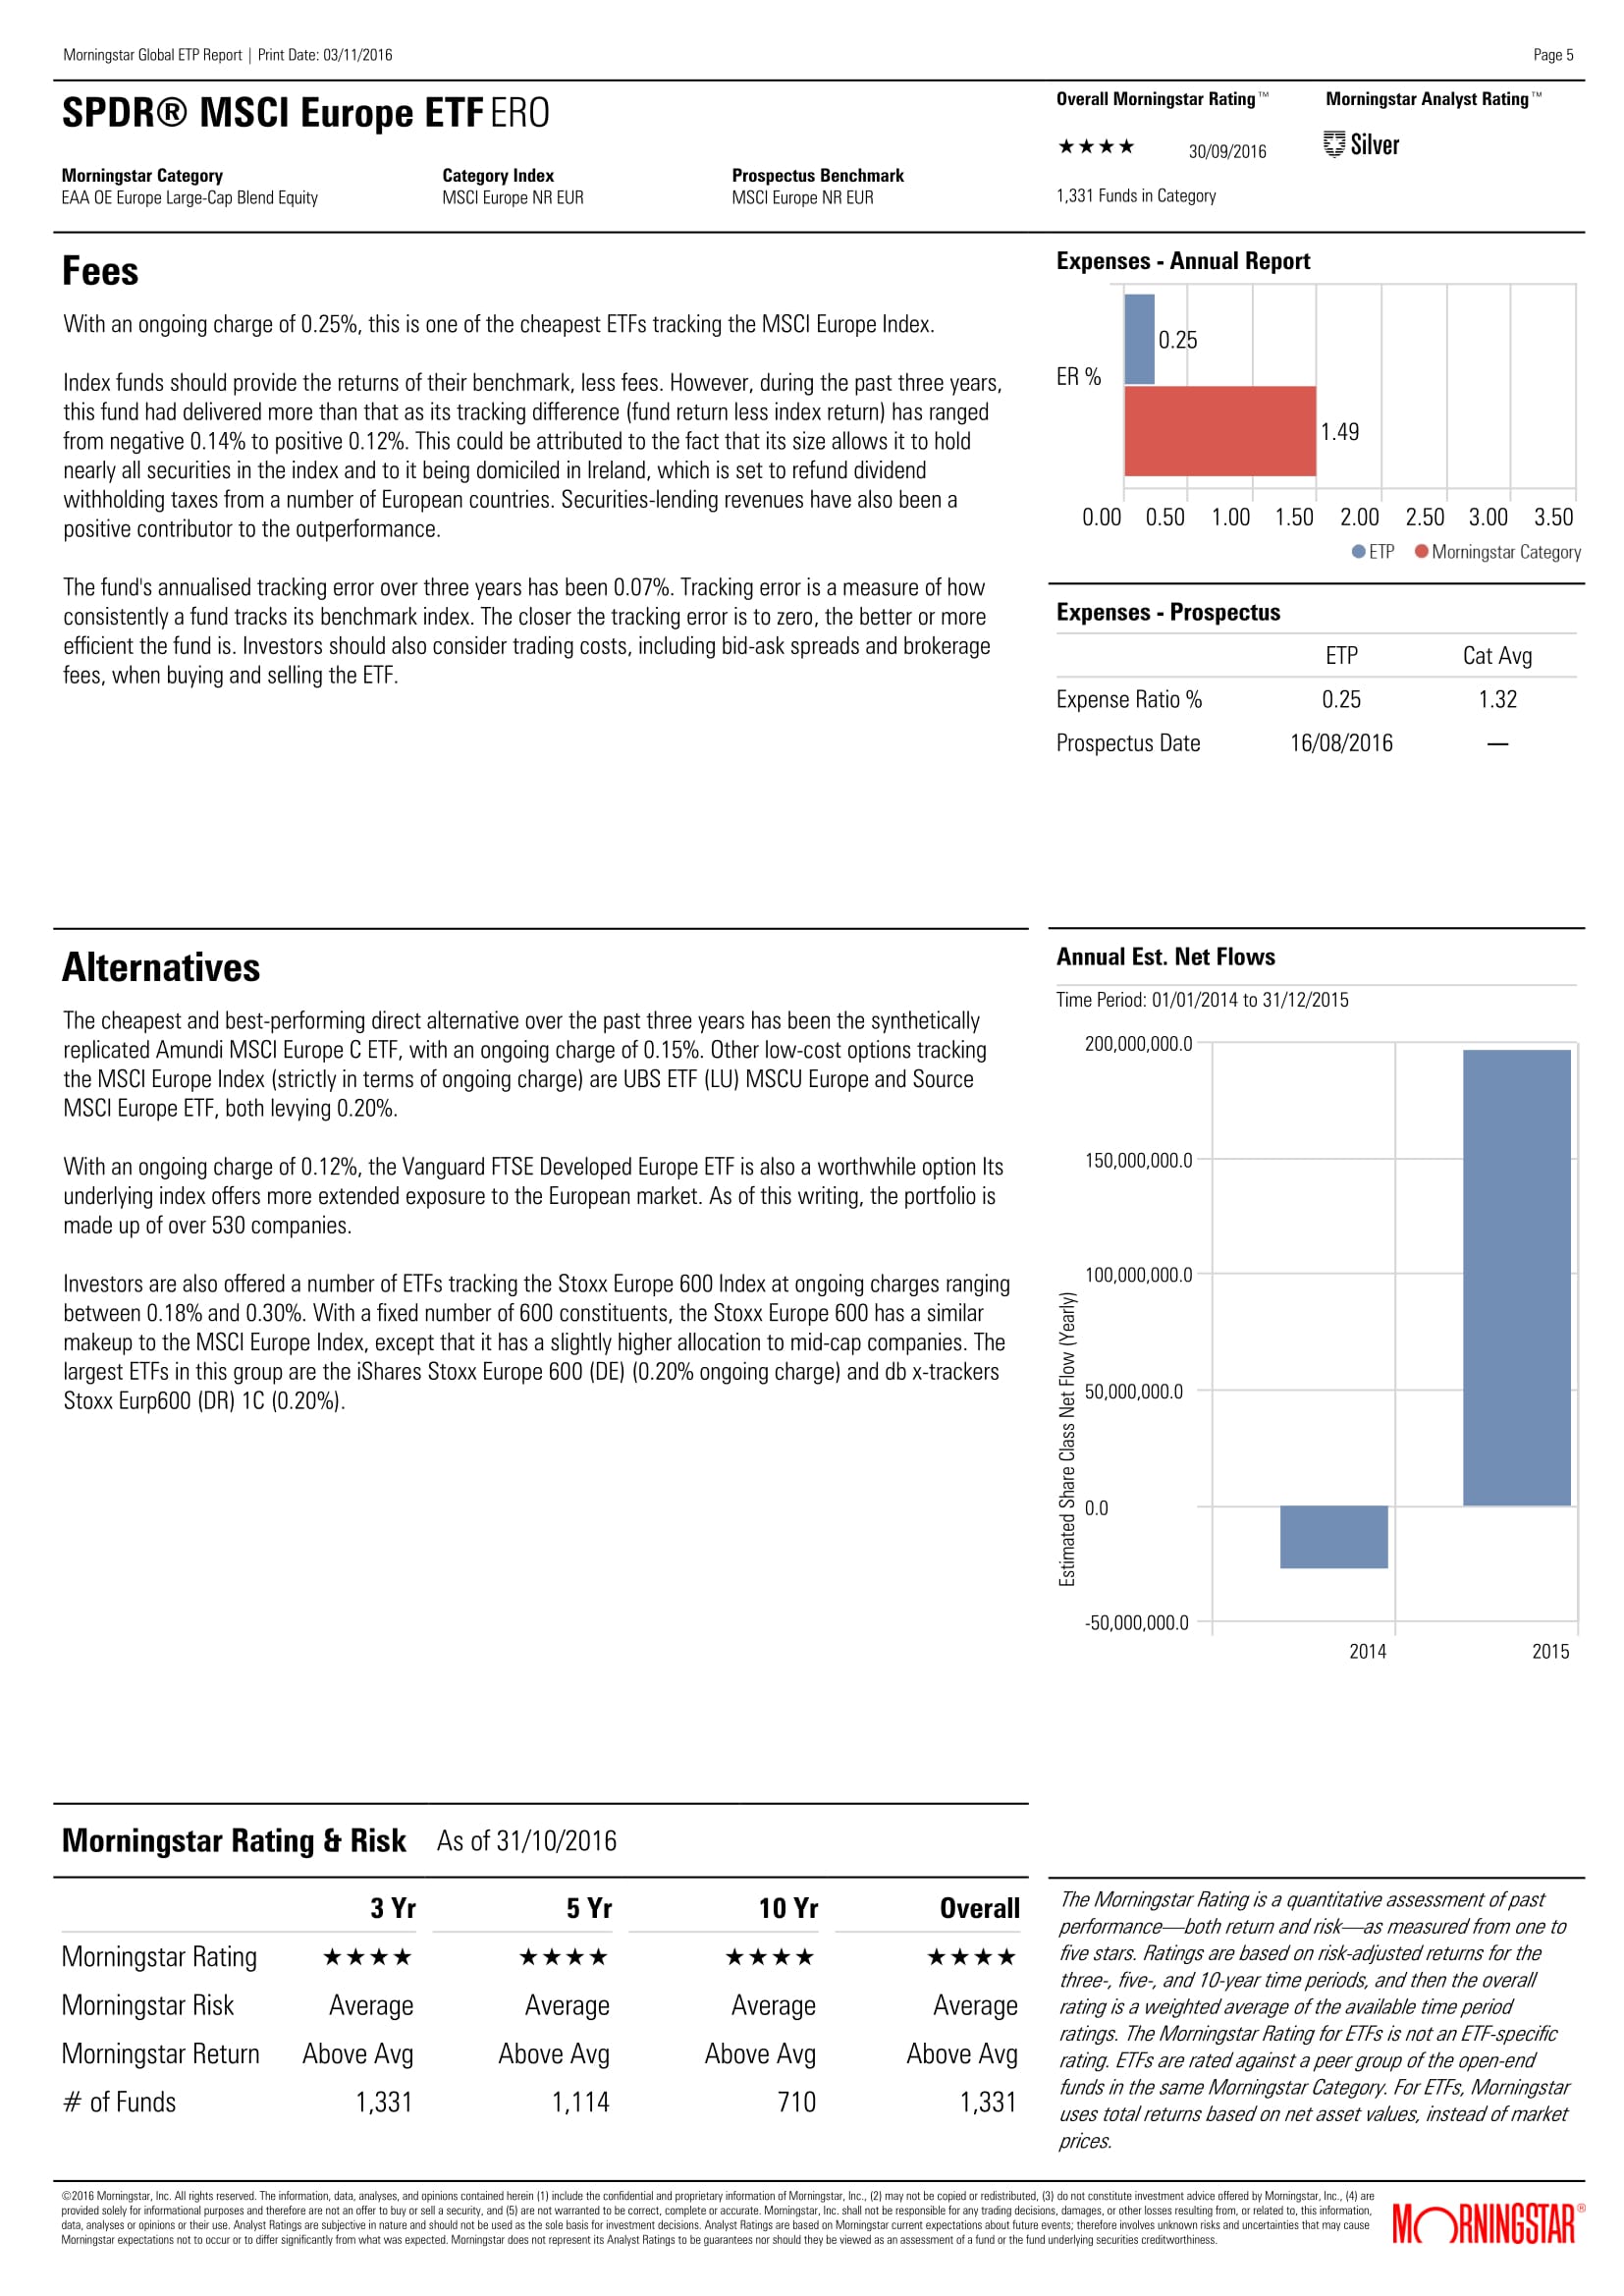 Morningstar Global ETP Report | Print Date: 03/11/2016
Page 5
SPDR® MSCI Europe ETF ERO
Overall Morningstar Rating™
Morningstar Analyst Rating™
★★★★
30/09/2016
Silver
Morningstar Category
Category Index
Prospectus Benchmark
EAA OE Europe Large-Cap Blend Equity
MSCI Europe NR EUR
MSCI Europe NR EUR
1,331 Funds in Category
Fees
With an ongoing charge of 0.25%, this is one of the cheapest ETFs tracking the MSCI Europe Index.
Index funds should provide the returns of their benchmark, less fees. However, during the past three years,
this fund had delivered more than that as its tracking difference (fund return less index return) has ranged
from negative 0.14% to positive 0.12%. This could be attributed to the fact that its size allows it to hold
nearly all securities in the index and to it being domiciled in Ireland, which is set to refund dividend
withholding taxes from a number of European countries. Securities-lending revenues have also been a
positive contributor to the outperformance.
The fund's annualised tracking error over three years has been 0.07%. Tracking error is a measure of how
consistently a fund tracks its benchmark index. The closer the tracking error is to zero, the better or more
efficient the fund is. Investors should also consider trading costs, including bid-ask spreads and brokerage
fees, when buying and selling the ETF.
Expenses - Annual Report
0.25
ER %
1.49
0.00 0.50 1.00 1.50 2.00 2.50 3.00 3.50
ETP Morningstar Category
Expenses - Prospectus
ETP Cat Avg
Expense Ratio % 0.25 1.32
Prospectus Date 16/08/2016 —
Alternatives
The cheapest and best-performing direct alternative over the past three years has been the synthetically
replicated Amundi MSCI Europe C ETF, with an ongoing charge of 0.15%. Other low-cost options tracking
the MSCI Europe Index (strictly in terms of ongoing charge) are UBS ETF (LU) MSCU Europe and Source
MSCI Europe ETF, both levying 0.20%.
With an ongoing charge of 0.12%, the Vanguard FTSE Developed Europe ETF is also a worthwhile option Its
underlying index offers more extended exposure to the European market. As of this writing, the portfolio is
made up of over 530 companies.
Investors are also offered a number of ETFs tracking the Stoxx Europe 600 Index at ongoing charges ranging
between 0.18% and 0.30%. With a fixed number of 600 constituents, the Stoxx Europe 600 has a similar
makeup to the MSCI Europe Index, except that it has a slightly higher allocation to mid-cap companies. The
largest ETFs in this group are the iShares Stoxx Europe 600 (DE) (0.20% ongoing charge) and db x-trackers
Stoxx Eurp600 (DR) 1C (0.20%).
Annual Est. Net Flows
Time Period: 01/01/2014 to 31/12/2015
Estimated Share Class Net Flow (Yearly)
200,000,000.0
150,000,000.0
100,000,000.0
50,000,000.0
0.0
-50,000,000.0
2014 2015
Morningstar Rating & Risk As of 31/10/2016
3 Yr 5 Yr 10 Yr Overall
Morningstar Rating ★★★★ ★★★★ ★★★★ ★★★★
Morningstar Risk Average Average Average Average
Morningstar Return Above Avg Above Avg Above Avg Above Avg
# of Funds 1,331 1,114 710 1,331
The Morningstar Rating is a quantitative assessment of past
performance—both return and risk—as measured from one to
five stars. Ratings are based on risk-adjusted returns for the
three-, five-, and 10-year time periods, and then the overall
rating is a weighted average of the available time period
ratings. The Morningstar Rating for ETFs is not an ETF-specific
rating. ETFs are rated against a peer group of the open-end
funds in the same Morningstar Category. For ETFs, Morningstar
uses total returns based on net asset values, instead of market
prices.
©2016 Morningstar, Inc. All rights reserved. The information, data, analyses, and opinions contained herein (1) include the confidential and proprietary information of Morningstar, Inc., (2) may not be copied or redistributed, (3) do not constitute investment advice offered by Morningstar, Inc., (4) are
provided solely for informational purposes and therefore are not an offer to buy or sell a security, and (5) are not warranted to be correct, complete or accurate. Morningstar, Inc. shall not be responsible for any trading decisions, damages, or other losses resulting from, or related to, this information,
data, analyses or opinions or their use. Analyst Ratings are subjective in nature and should not be used as the sole basis for investment decisions. Analyst Ratings are based on Morningstar current expectations about future events; therefore involves unknown risks and uncertainties that may cause
Morningstar expectations not to occur or to differ significantly from what was expected. Morningstar does not represent its Analyst Ratings to be guarantees nor should they be viewed as an assessment of a fund or the fund underlying securities creditworthiness.
MORNINGSTAR®